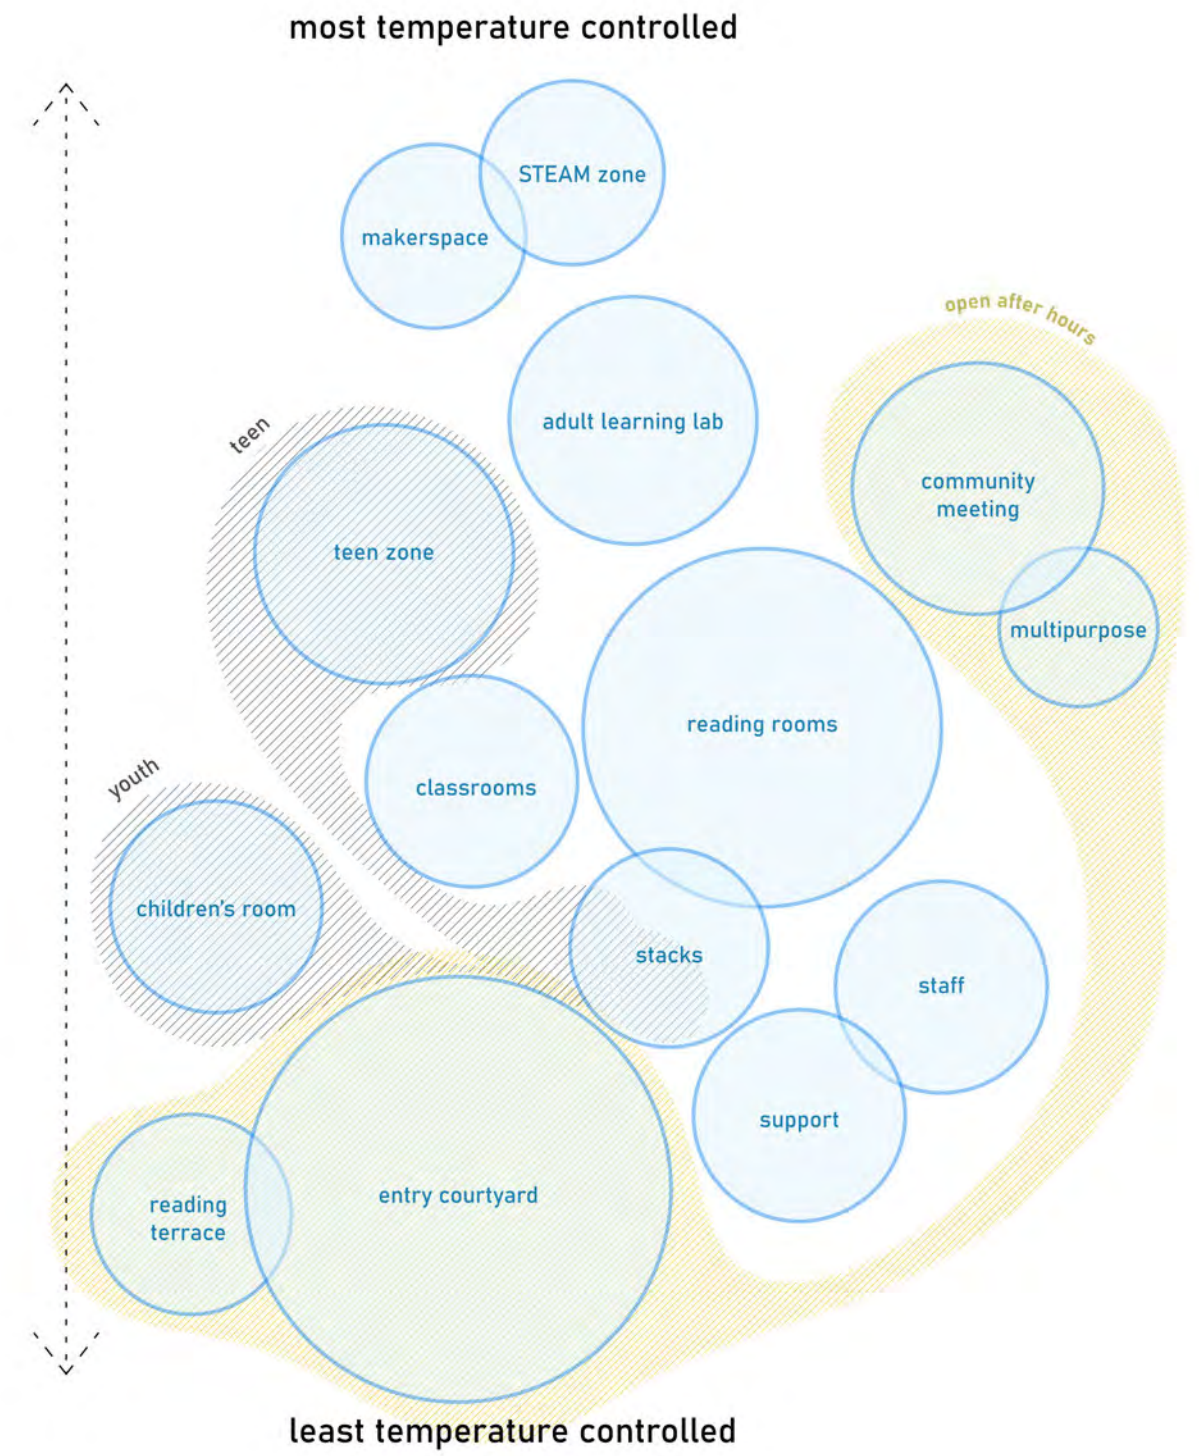 most temperature controlled
STEAM zone
makerspace
open after hours
adult learning lab
teen
community
meeting
teen zone
multipurpose
reading rooms
youth
classrooms
children's room
stacks
staff
support
entry courtyard
reading
terrace
least temperature controlled